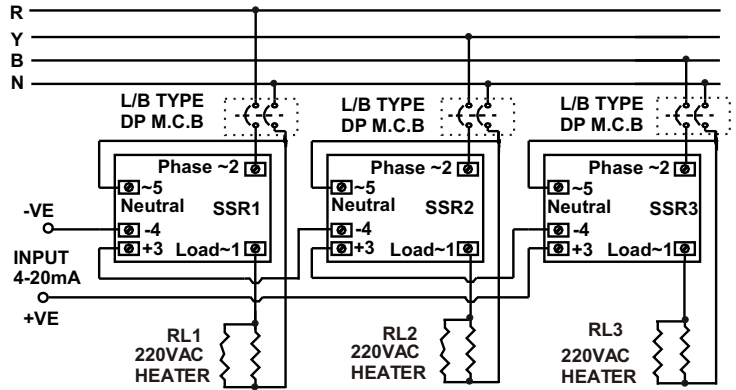 R
Y
B
N
L/B TYPE
DP M.C.B
L/B TYPE
DP M.C.B
L/B TYPE
DP M.C.B
Phase ~2
~5
Neutral
SSR1
-4
+3
Load~1
Phase ~2
~5
Neutral
SSR2
-4
+3
Load~1
Phase ~2
~5
Neutral
SSR3
-4
+3
Load~1
-VE
INPUT
4-20mA
+VE
RL1
220VAC
HEATER
RL2
220VAC
HEATER
RL3
220VAC
HEATER